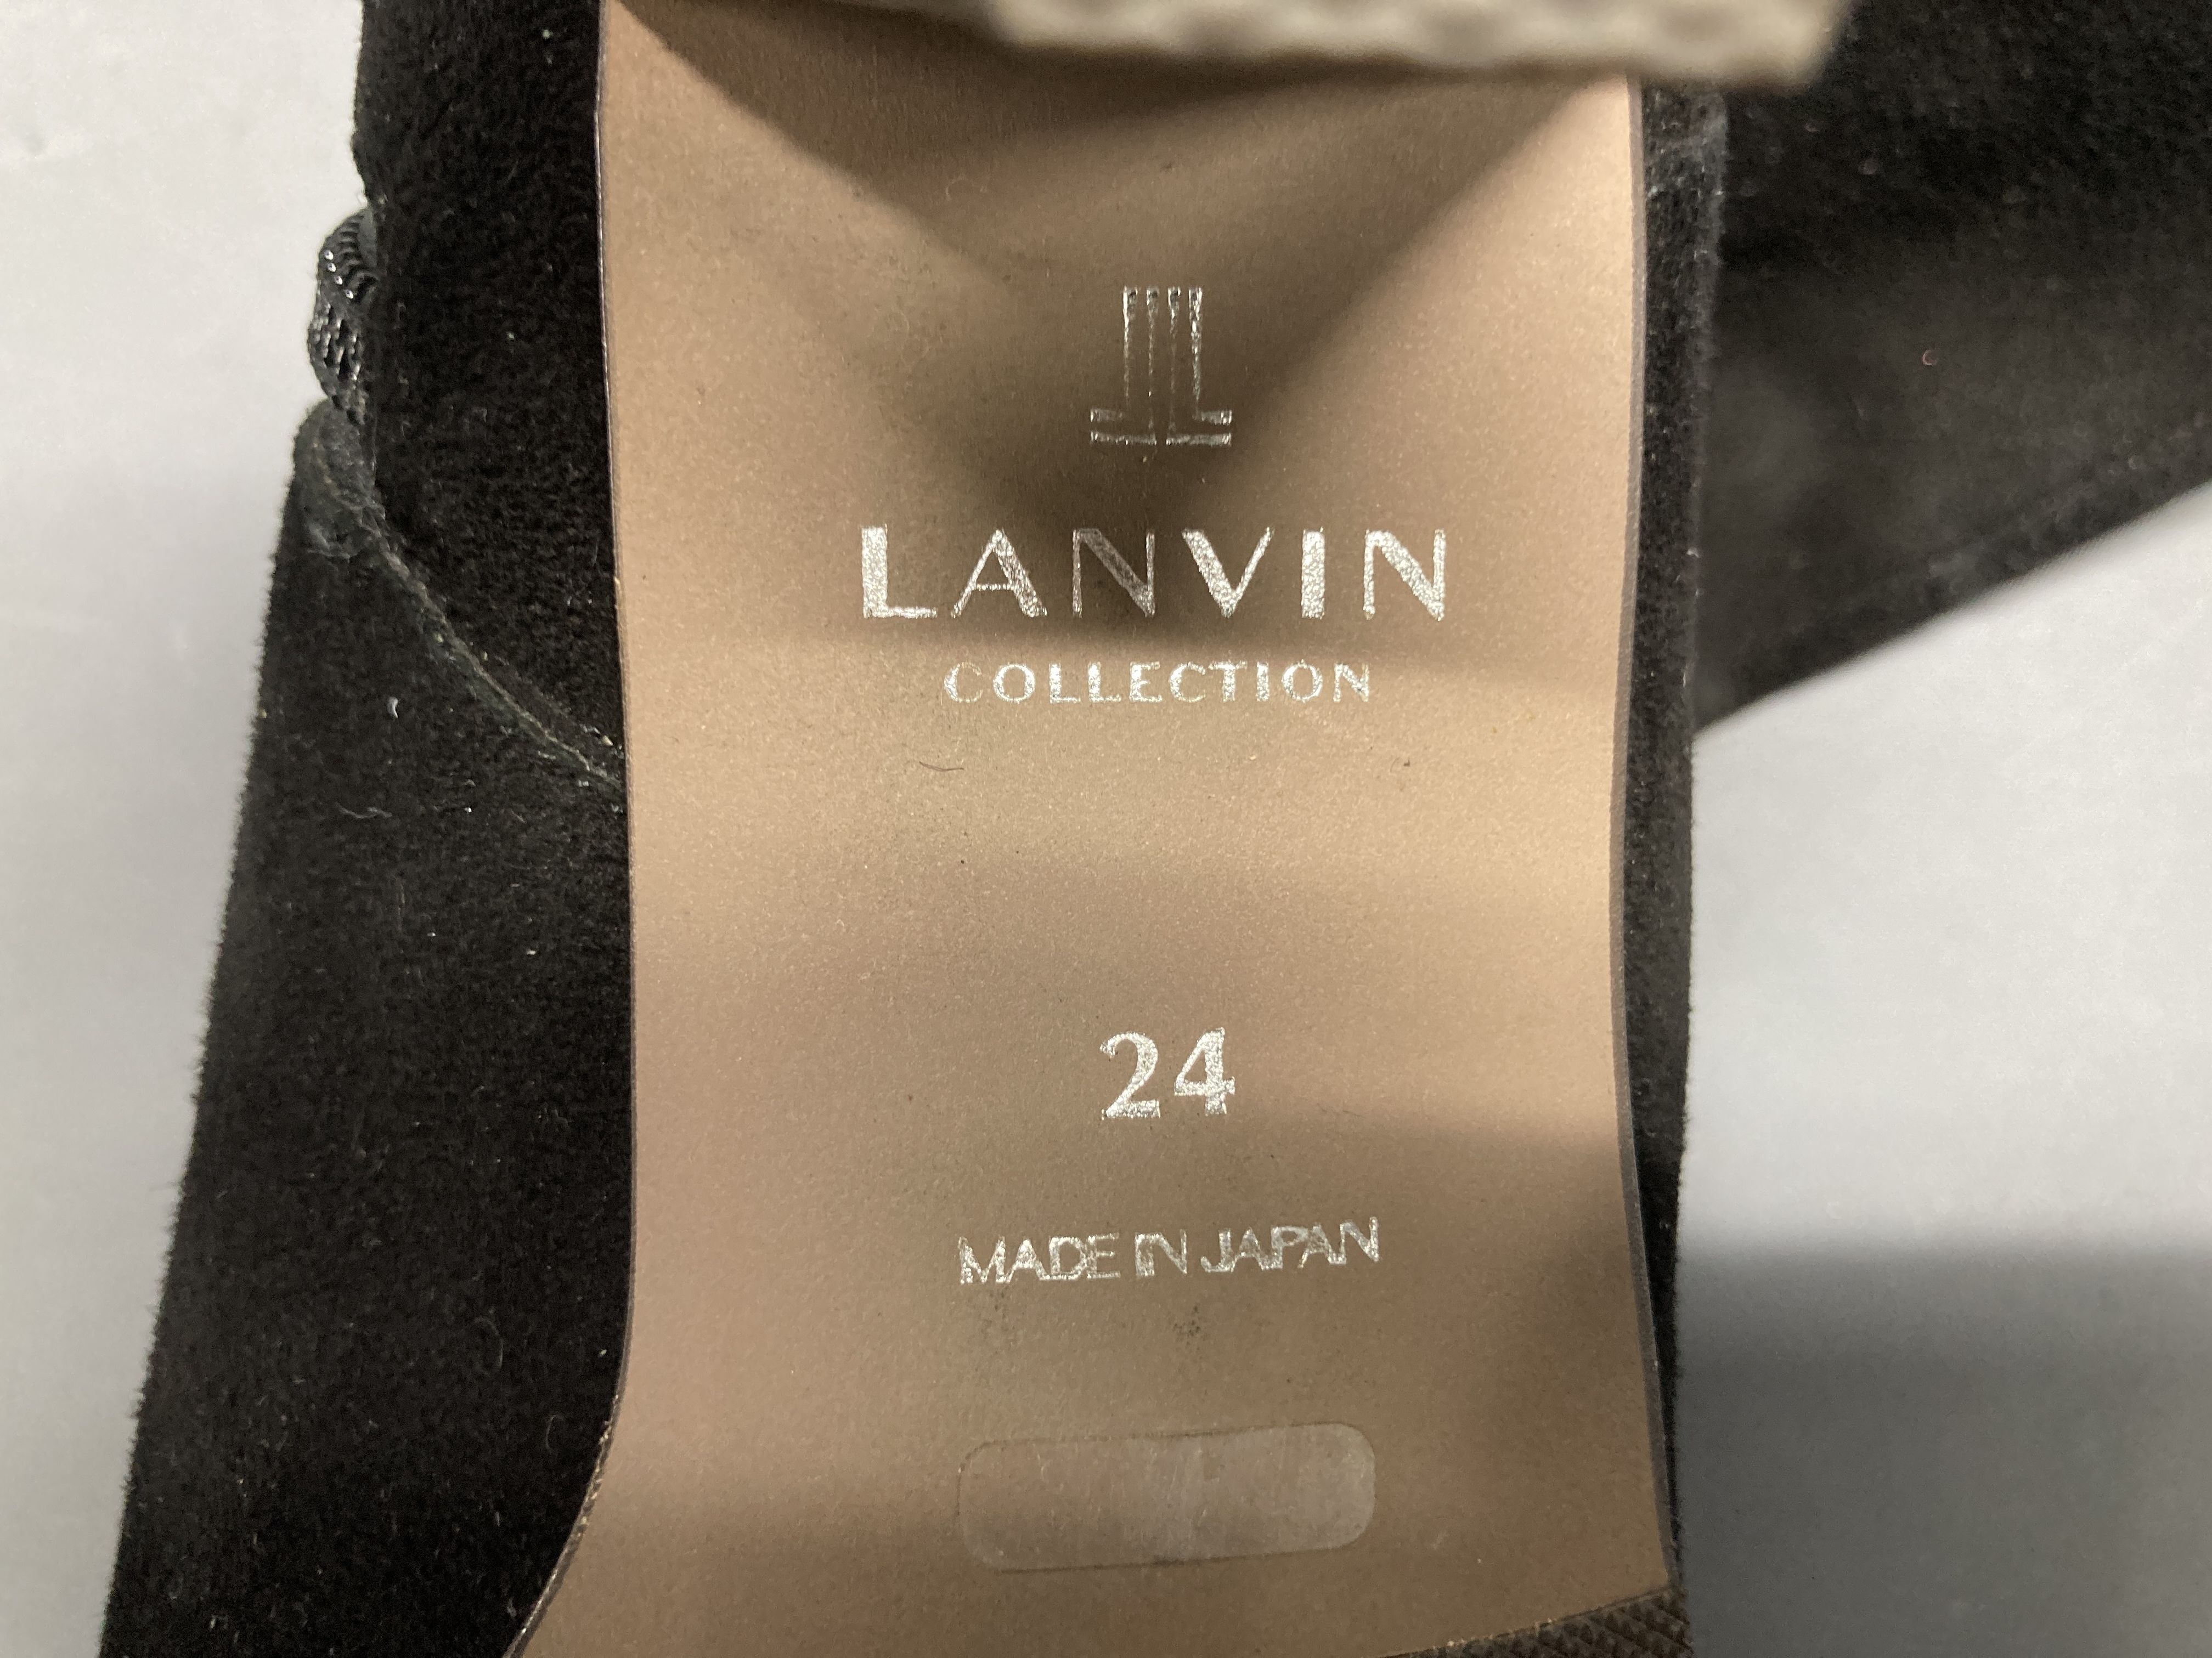 LANVIN
COLLECTION
24
MADE IN JAPAN